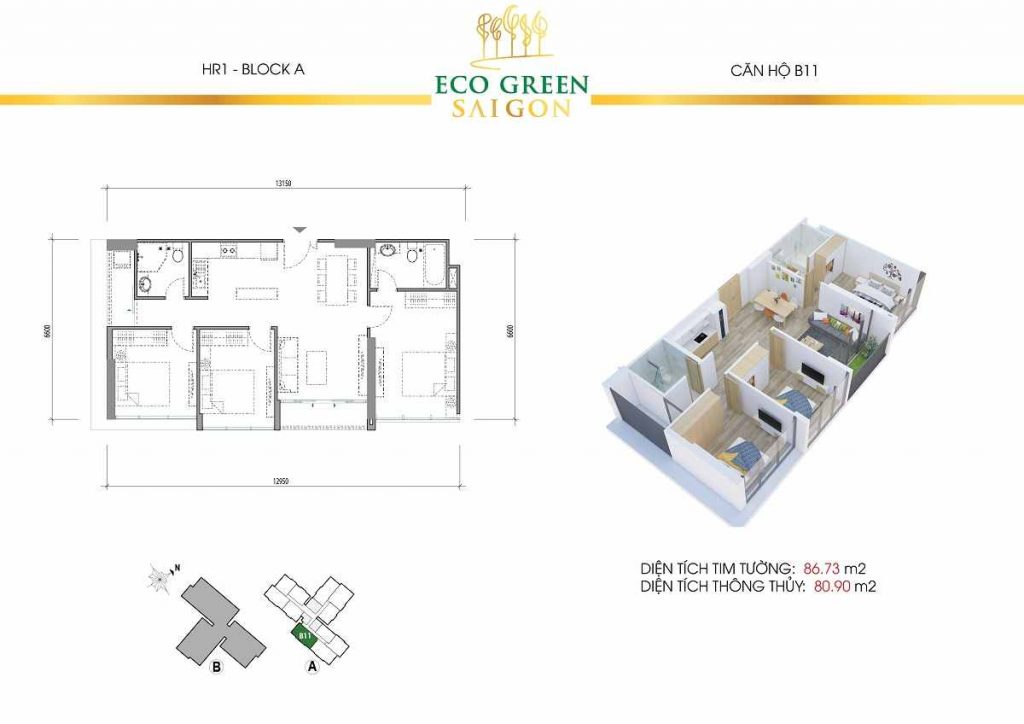 HR1 - BLOCK A
ECO GREEN
SAIGON
CĂN HỘ B11
13150
6600
6600
12950
DIỆN TÍCH TIM TƯỜNG: 86.73 m2
DIỆN TÍCH THÔNG THỦY: 80.90 m2
N
B11
B
A